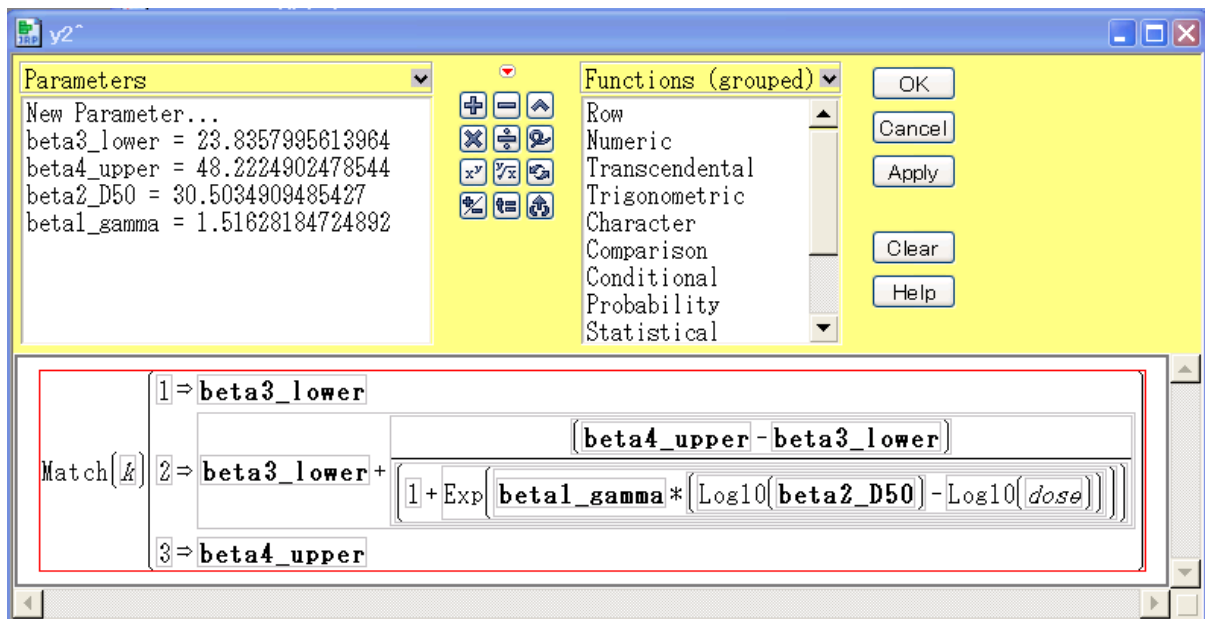 y2^
Parameters
New Parameter...
beta3_lower = 23.8357995613964
beta4_upper = 48.2224902478544
beta2_D50 = 30.5034909485427
beta1_gamma = 1.51628184724892
Functions (grouped)
Row
Numeric
Transcendental
Trigonometric
Character
Comparison
Conditional
Probability
Statistical
OK
Cancel
Apply
Clear
Help
1⇒beta3_lower
(beta4_upper-beta3_lower)
Match(k) 2⇒beta3_lower+
(1+Exp(beta1_gamma*(Log10(beta2_D50)-Log10(dose))))
3⇒beta4_upper